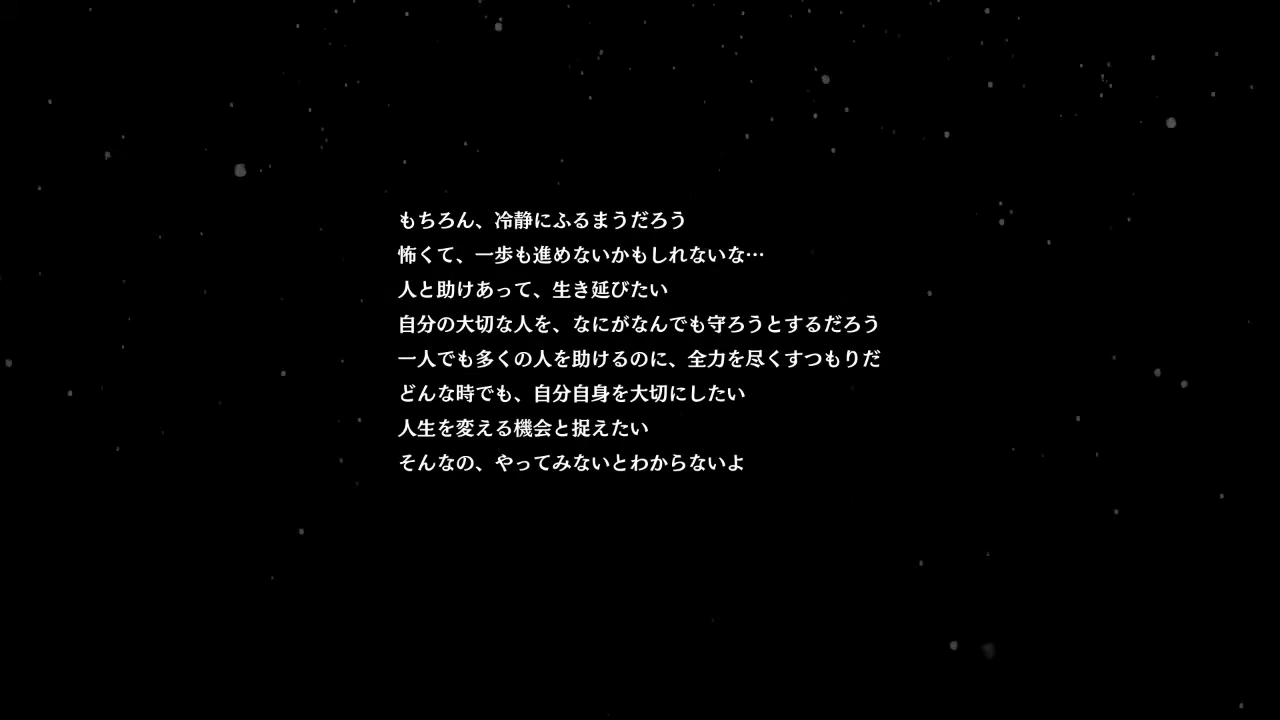 もちろん、冷静にふるまうだろう
怖くて、一歩も進めないかもしれないな…
人と助けあって、生き延びたい
自分の大切な人を、なにがなんでも守ろうとするだろう
一人でも多くの人を助けるのに、全力を尽くすつもりだ
どんな時でも、自分自身を大切にしたい
人生を変える機会と捉えたい
そんなの、やってみないとわからないよ